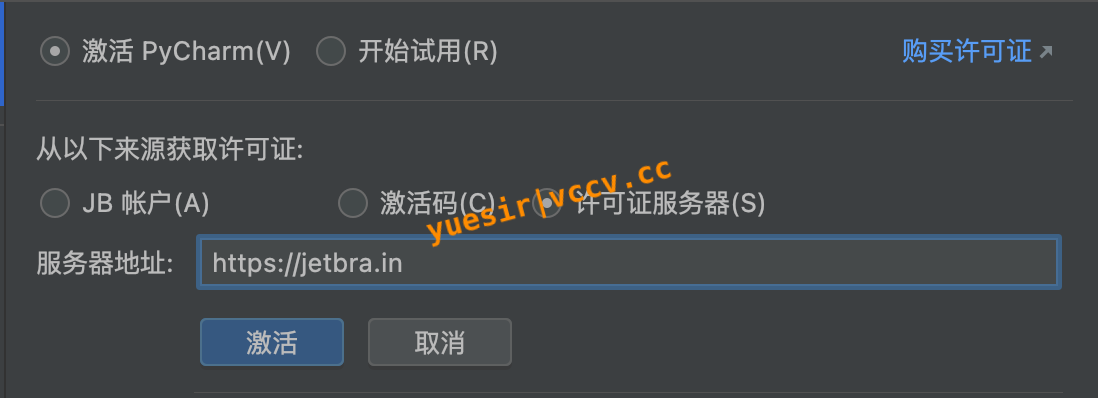 激活 PyCharm(V) 开始试用(R) 购买许可证
从以下来源获取许可证:
JB 帐户(A) 激活码(C) 许可证服务器(S)
yuesir|vccv.cc
服务器地址: https://jetbra.in
激活 取消